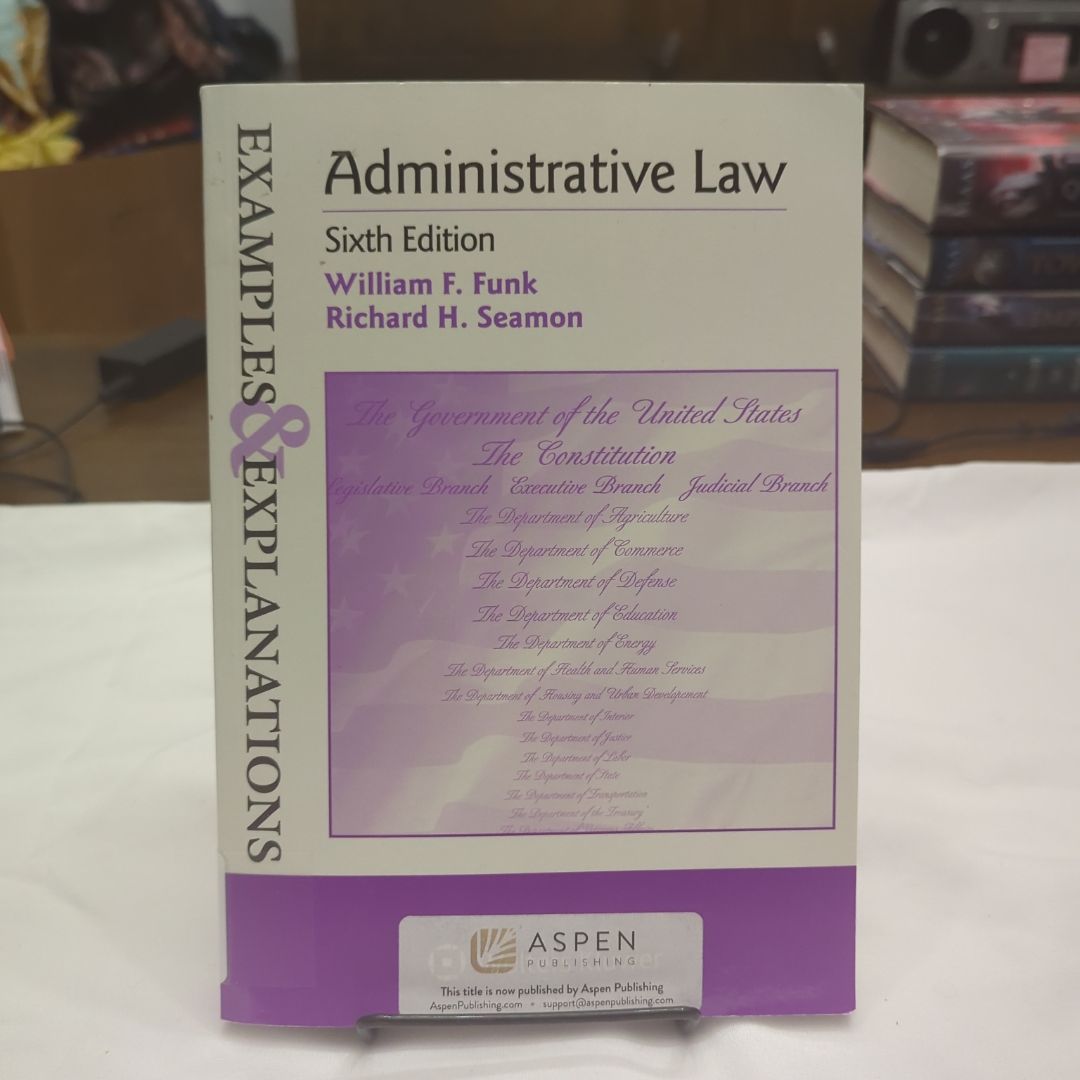 EXAMPLES & EXPLANATIONS
Administrative Law
Sixth Edition
William F. Funk
Richard H. Seamon
The Government of the United States
The Constitution
Legislative Branch Executive Branch Judicial Branch
The Department of Agriculture
The Department of Commerce
The Department of Defense
The Department of Education
The Department of Energy
The Department of Health and Human Services
The Department of Housing and Urban Developement
The Department of Interior
The Department of Justice
The Department of Labor
The Department of State
The Department of Transportation
The Department of the Treasury
The Department of
ASPEN
PUBLISHING
This title is now published by Aspen Publishing
AspenPublishing.com • support@aspenpublishing.com